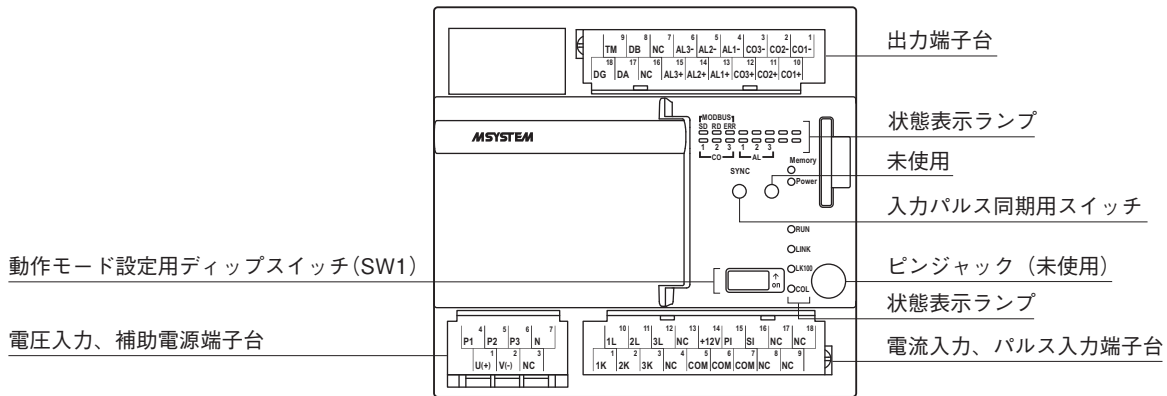 9 8 7 6 5 4 3 2 1
TM DB NC AL3- AL2- AL1- CO3- CO2- CO1-
18 17 16 15 14 13 12 11 10
DG DA NC AL3+ AL2+ AL1+ CO3+ CO2+ CO1+
出力端子台
MSYSTEM
MODBUS
SD RD ERR
1 2 3 1 2 3
CO AL
状態表示ランプ
Memory
Power
未使用
SYNC
入力パルス同期用スイッチ
RUN
LINK
LK100
COL
動作モード設定用ディップスイッチ(SW1)
↑
on
ピンジャック（未使用）
状態表示ランプ
電圧入力、補助電源端子台
4 5 6 7
P1 P2 P3 N
1 2 3
U(+) V(-) NC
10 11 12 13 14 15 16 17 18
1L 2L 3L NC +12V PI SI NC NC
1 2 3 4 5 6 7 8 9
1K 2K 3K NC COM COM COM NC NC
電流入力、パルス入力端子台